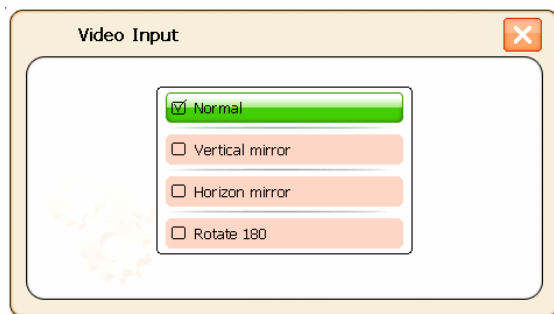 Video Input
Normal
Vertical mirror
Horizon mirror
Rotate 180